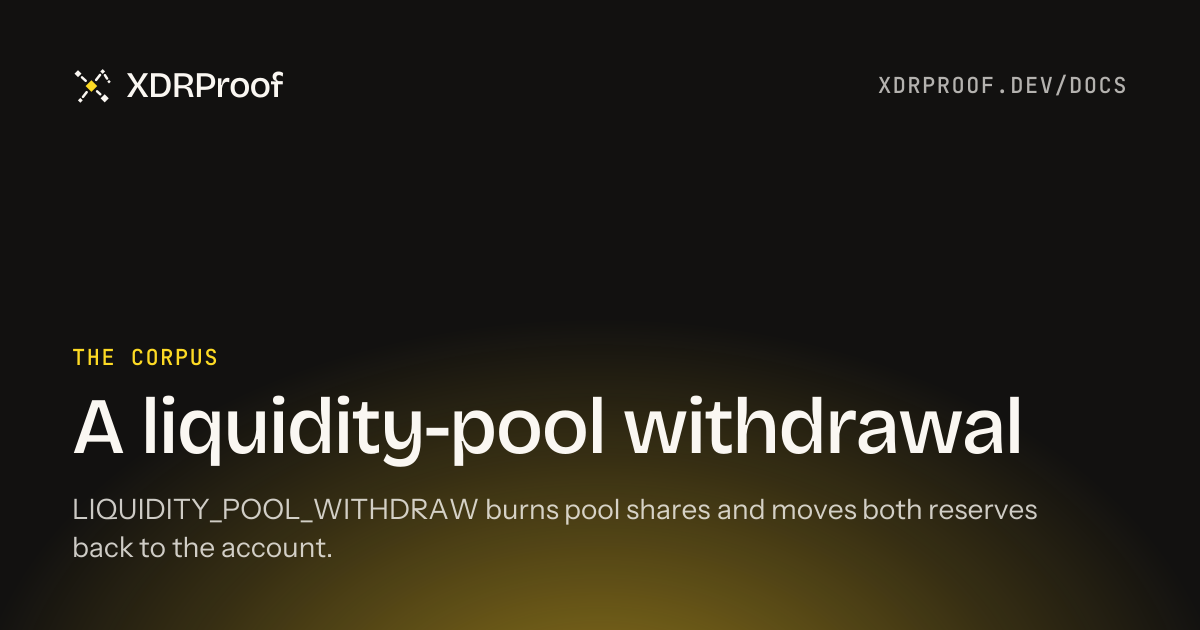 XDRProof
XDRPROOF.DEV/DOCS
THE CORPUS
A liquidity-pool withdrawal
LIQUIDITY_POOL_WITHDRAW burns pool shares and moves both reserves
back to the account.